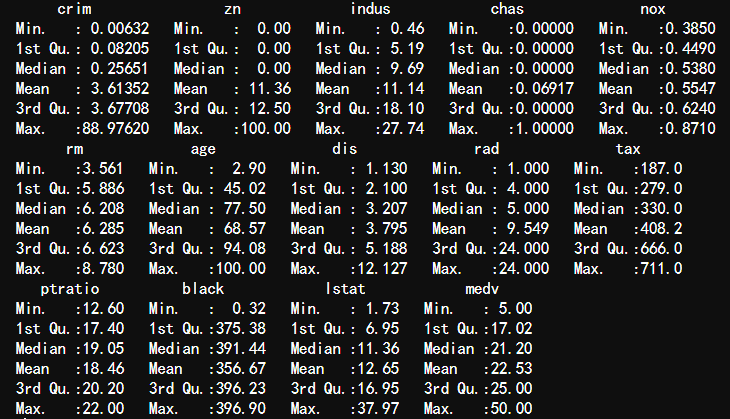 crim zn indus chas nox
Min. : 0.00632 Min. : 0.00 Min. : 0.46 Min. :0.00000 Min. :0.3850
1st Qu.: 0.08205 1st Qu.: 0.00 1st Qu.: 5.19 1st Qu.:0.00000 1st Qu.:0.4490
Median : 0.25651 Median : 0.00 Median : 9.69 Median :0.00000 Median :0.5380
Mean : 3.61352 Mean : 11.36 Mean :11.14 Mean :0.06917 Mean :0.5547
3rd Qu.: 3.67708 3rd Qu.: 12.50 3rd Qu.:18.10 3rd Qu.:0.00000 3rd Qu.:0.6240
Max. :88.97620 Max. :100.00 Max. :27.74 Max. :1.00000 Max. :0.8710
rm age dis rad tax
Min. :3.561 Min. : 2.90 Min. : 1.130 Min. : 1.000 Min. :187.0
1st Qu.:5.886 1st Qu.: 45.02 1st Qu.: 2.100 1st Qu.: 4.000 1st Qu.:279.0
Median :6.208 Median : 77.50 Median : 3.207 Median : 5.000 Median :330.0
Mean :6.285 Mean : 68.57 Mean : 3.795 Mean : 9.549 Mean :408.2
3rd Qu.:6.623 3rd Qu.: 94.08 3rd Qu.: 5.188 3rd Qu.:24.000 3rd Qu.:666.0
Max. :8.780 Max. :100.00 Max. :12.127 Max. :24.000 Max. :711.0
ptratio black lstat medv
Min. :12.60 Min. : 0.32 Min. : 1.73 Min. : 5.00
1st Qu.:17.40 1st Qu.:375.38 1st Qu.: 6.95 1st Qu.:17.02
Median :19.05 Median :391.44 Median :11.36 Median :21.20
Mean :18.46 Mean :356.67 Mean :12.65 Mean :22.53
3rd Qu.:20.20 3rd Qu.:396.23 3rd Qu.:16.95 3rd Qu.:25.00
Max. :22.00 Max. :396.90 Max. :37.97 Max. :50.00